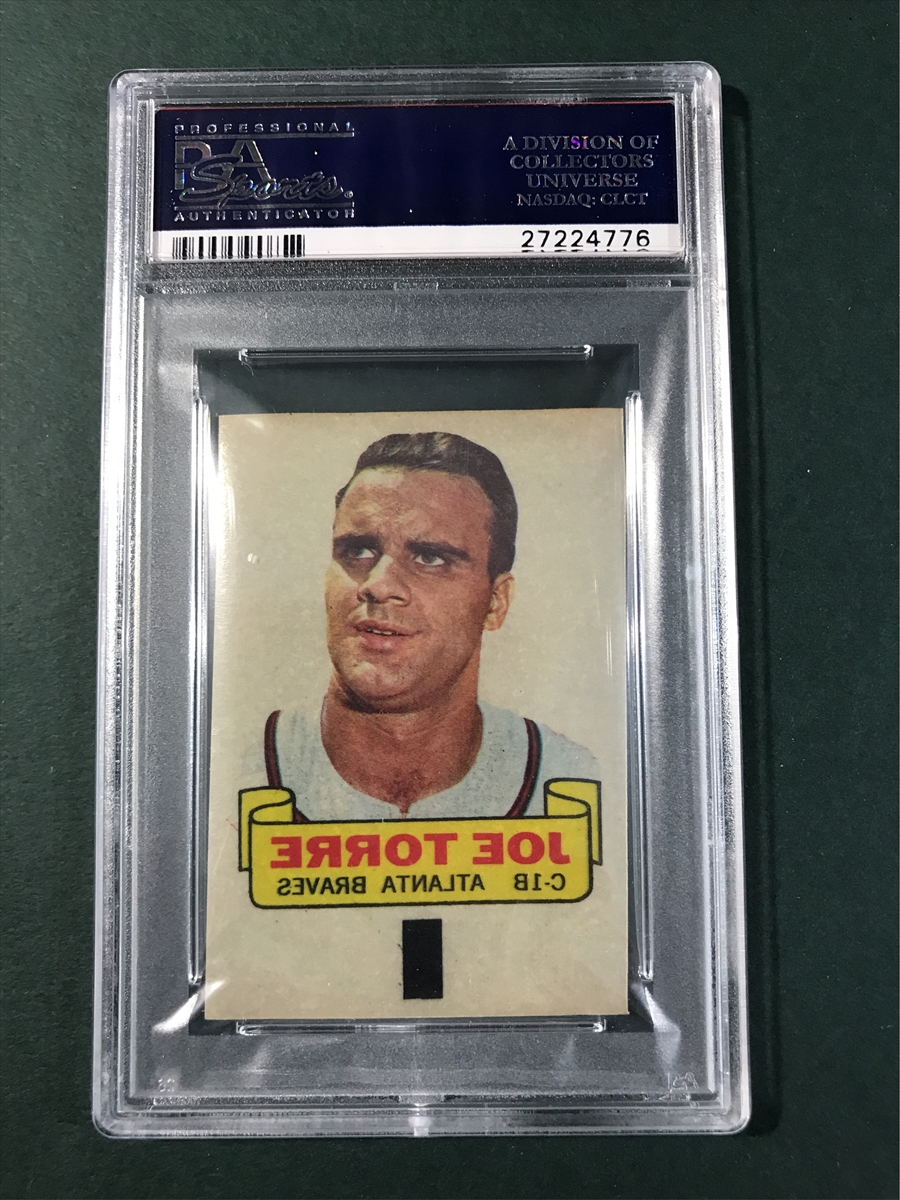 PROFESSIONAL
PSA
Sports
AUTHENTICATOR
A DIVISION OF
COLLECTORS
UNIVERSE
NASDAQ: CLCT
27224776
JOE TORRE
C-1B ATLANTA BRAVES